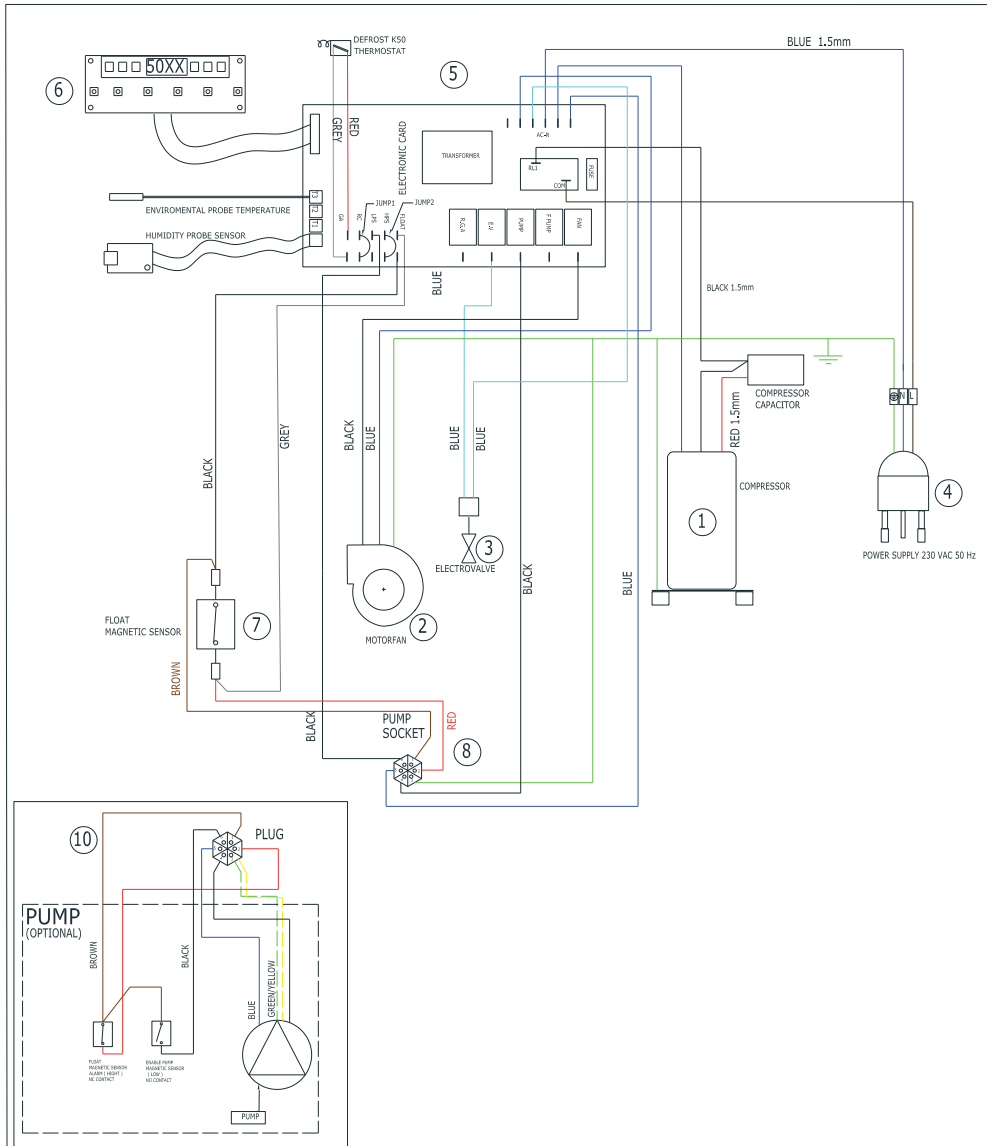 DEFROST K50
THERMOSTAT
BLUE 1.5mm
50XX
6
5
RED
GREY
ELECTRONIC CARD
TRANSFORMER
AC-N
RL1
COM
FUSE
T3
T2
T1
ENVIROMENTAL PROBE TEMPERATURE
HUMIDITY PROBE SENSOR
GA
RC
JUMP1
LPS
HPS
JUMP2
FLOAT
R.G.A
E.V
PUMP
F PUMP
FAN
BLUE
BLACK 1.5mm
COMPRESSOR
CAPACITOR
RED 1.5mm
N
L
GREY
BLACK
BLACK
BLUE
BLUE
BLUE
COMPRESSOR
1
4
POWER SUPPLY 230 VAC 50 Hz
3
ELECTROVALVE
BLACK
BLUE
FLOAT
MAGNETIC SENSOR
7
2
MOTORFAN
BROWN
BLACK
PUMP
SOCKET
RED
8
10
PLUG
PUMP
(OPTIONAL)
BROWN
BLACK
BLUE
GREEN/YELLOW
FLOAT
MAGNETIC SENSOR
ALARM ( HIGHT )
NC CONTACT
ENABLE PUMP
MAGNETIC SENSOR
( LOW )
NO CONTACT
PUMP